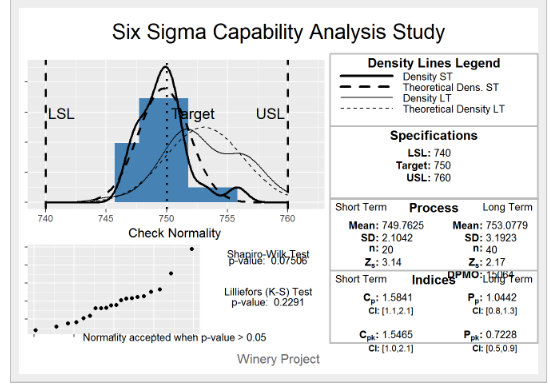 Six Sigma Capability Analysis Study
LSL
Target
USL
740
745
750
755
760
Check Normality
Shapiro-Wilk Test
p-value: 0.07506
Lilliefors (K-S) Test
p-value: 0.2291
Normality accepted when p-value > 0.05
Density Lines Legend
Density ST
Theoretical Dens. ST
Density LT
Theoretical Density LT
Specifications
LSL: 740
Target: 750
USL: 760
Short Term Process Long Term
Mean: 749.7625 Mean: 753.0779
SD: 2.1042 SD: 3.1923
n: 20 n: 40
Zs: 3.14 Zs: 2.17
DPMO: 15064
Short Term Indices Long Term
Cp: 1.5841 Pp: 1.0442
CI: [1.1,2.1] CI: [0.8,1.3]
Cpk: 1.5465 Ppk: 0.7228
CI: [1.0,2.1] CI: [0.5,0.9]
Winery Project